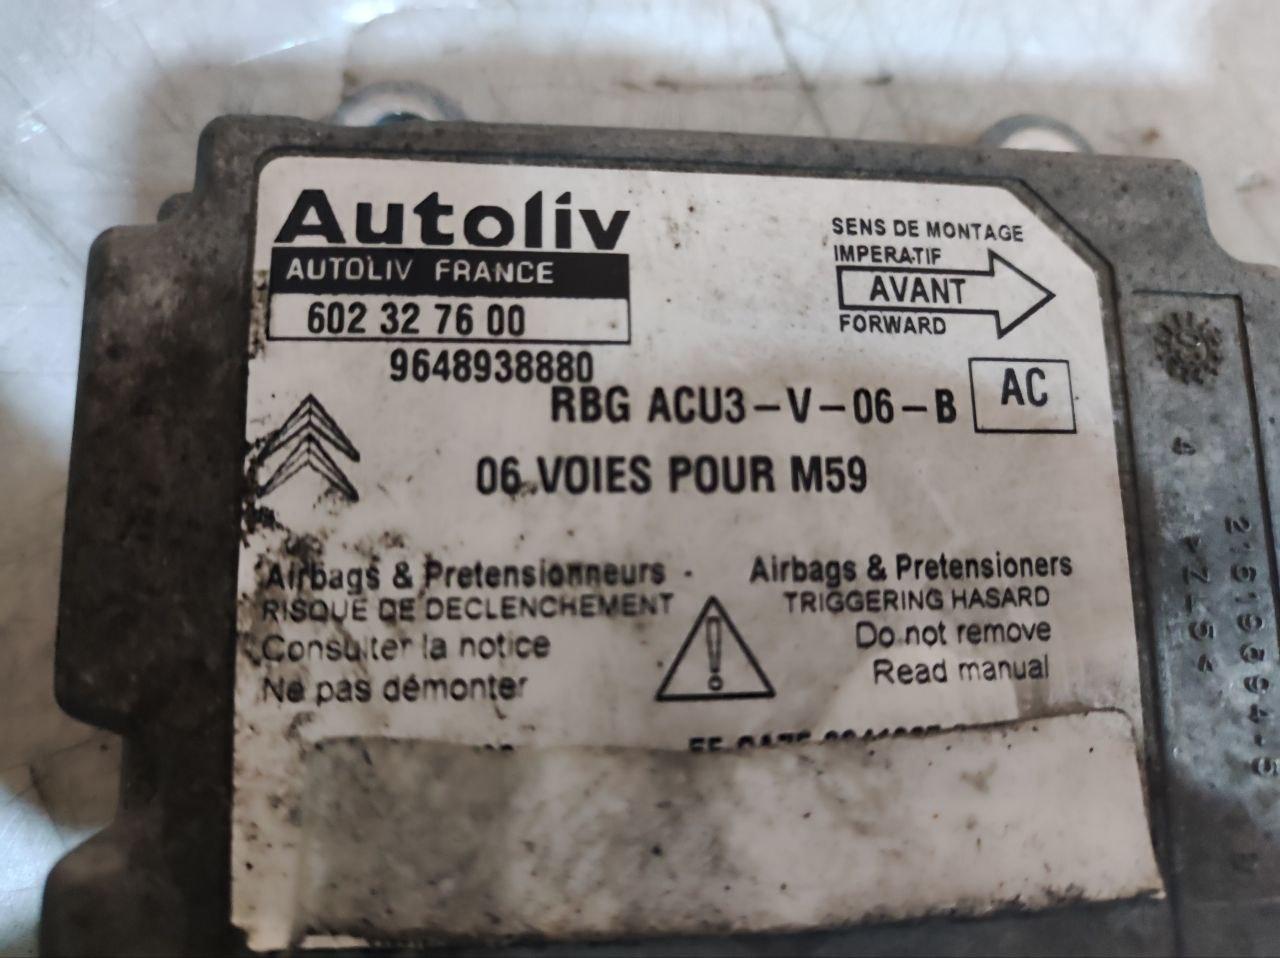 Autoliv
AUTOLIV FRANCE
602 32 76 00
9648938880
SENS DE MONTAGE
IMPERATIF
AVANT
FORWARD
RBG ACU3-V-06-B
AC
06 VOIES POUR M59
Airbags & Pretensionneurs
RISQUE DE DECLENCHEMENT
Consulter la notice
Ne pas démonter
Airbags & Pretensioners
TRIGGERING HASARD
Do not remove
Read manual